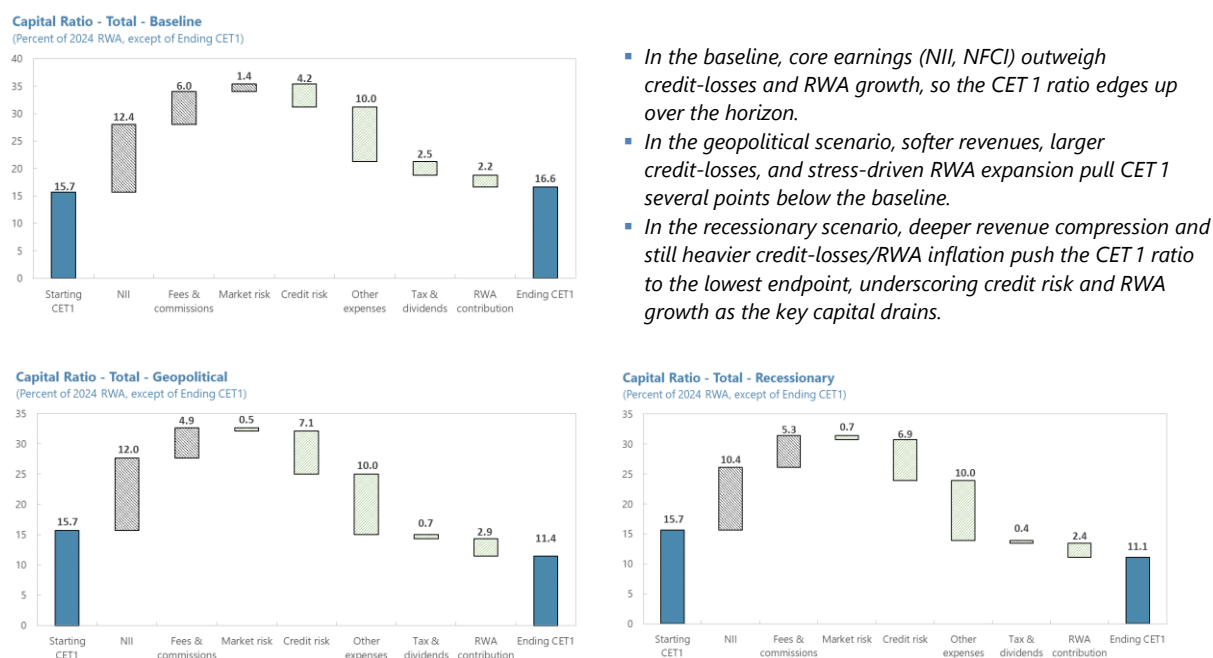 Capital Ratio - Total - Baseline
(Percent of 2024 RWA, except of Ending CET1)
40
35
30
25
20
15
10
5
0
15.7
12.4
6.0
1.4
4.2
10.0
2.5
2.2
16.6
Starting CET1
NII
Fees & commissions
Market risk
Credit risk
Other expenses
Tax & dividends
RWA contribution
Ending CET1
▪ In the baseline, core earnings (NII, NFCI) outweigh
credit-losses and RWA growth, so the CET 1 ratio edges up
over the horizon.
▪ In the geopolitical scenario, softer revenues, larger
credit-losses, and stress-driven RWA expansion pull CET 1
several points below the baseline.
▪ In the recessionary scenario, deeper revenue compression and
still heavier credit-losses/RWA inflation push the CET 1 ratio
to the lowest endpoint, underscoring credit risk and RWA
growth as the key capital drains.
Capital Ratio - Total - Geopolitical
(Percent of 2024 RWA, except of Ending CET1)
35
30
25
20
15
10
5
0
15.7
12.0
4.9
0.5
7.1
10.0
0.7
2.9
11.4
Starting CET1
NII
Fees & commissions
Market risk
Credit risk
Other expenses
Tax & dividends
RWA contribution
Ending CET1
Capital Ratio - Total - Recessionary
(Percent of 2024 RWA, except of Ending CET1)
35
30
25
20
15
10
5
0
15.7
10.4
5.3
0.7
6.9
10.0
0.4
2.4
11.1
Starting CET1
NII
Fees & commissions
Market risk
Credit risk
Other expenses
Tax & dividends
RWA contribution
Ending CET1